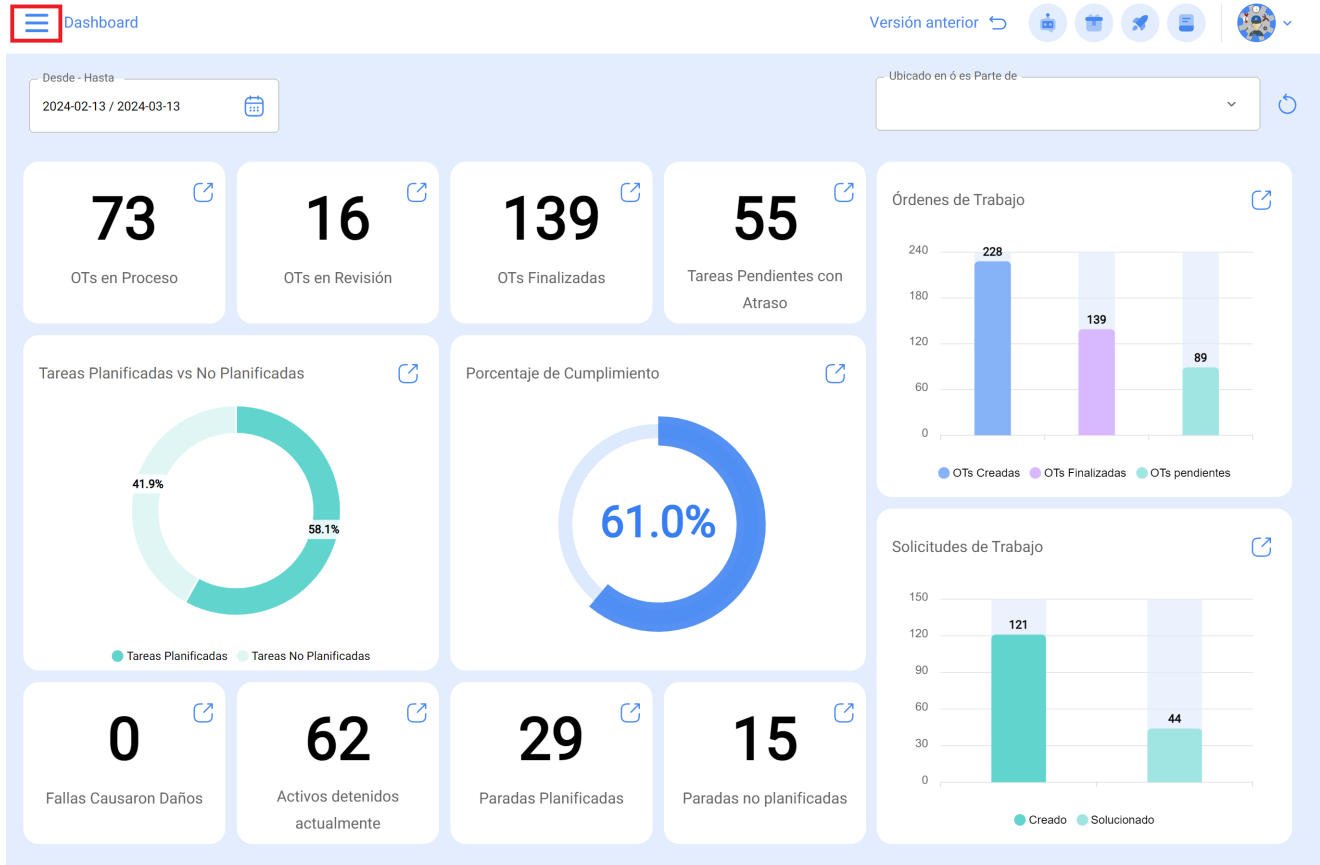 Dashboard
Versión anterior
Desde - Hasta
2024-02-13 / 2024-03-13
Ubicado en ó es Parte de
73
OTs en Proceso
16
OTs en Revisión
139
OTs Finalizadas
55
Tareas Pendientes con
Atraso
Órdenes de Trabajo
240
180
120
60
0
228
139
89
OTs Creadas
OTs Finalizadas
OTs pendientes
Tareas Planificadas vs No Planificadas
41.9%
58.1%
Tareas Planificadas
Tareas No Planificadas
Porcentaje de Cumplimiento
61.0%
Solicitudes de Trabajo
150
120
90
60
30
0
121
44
Creado
Solucionado
0
Fallas Causaron Daños
62
Activos detenidos
actualmente
29
Paradas Planificadas
15
Paradas no planificadas